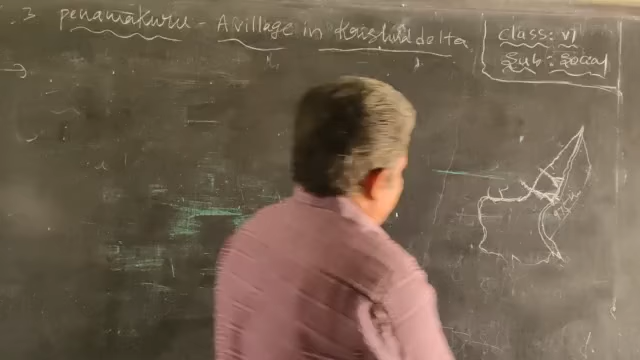 3 penamakuru - A village in Krishna delta
class: VI
Sub: Social